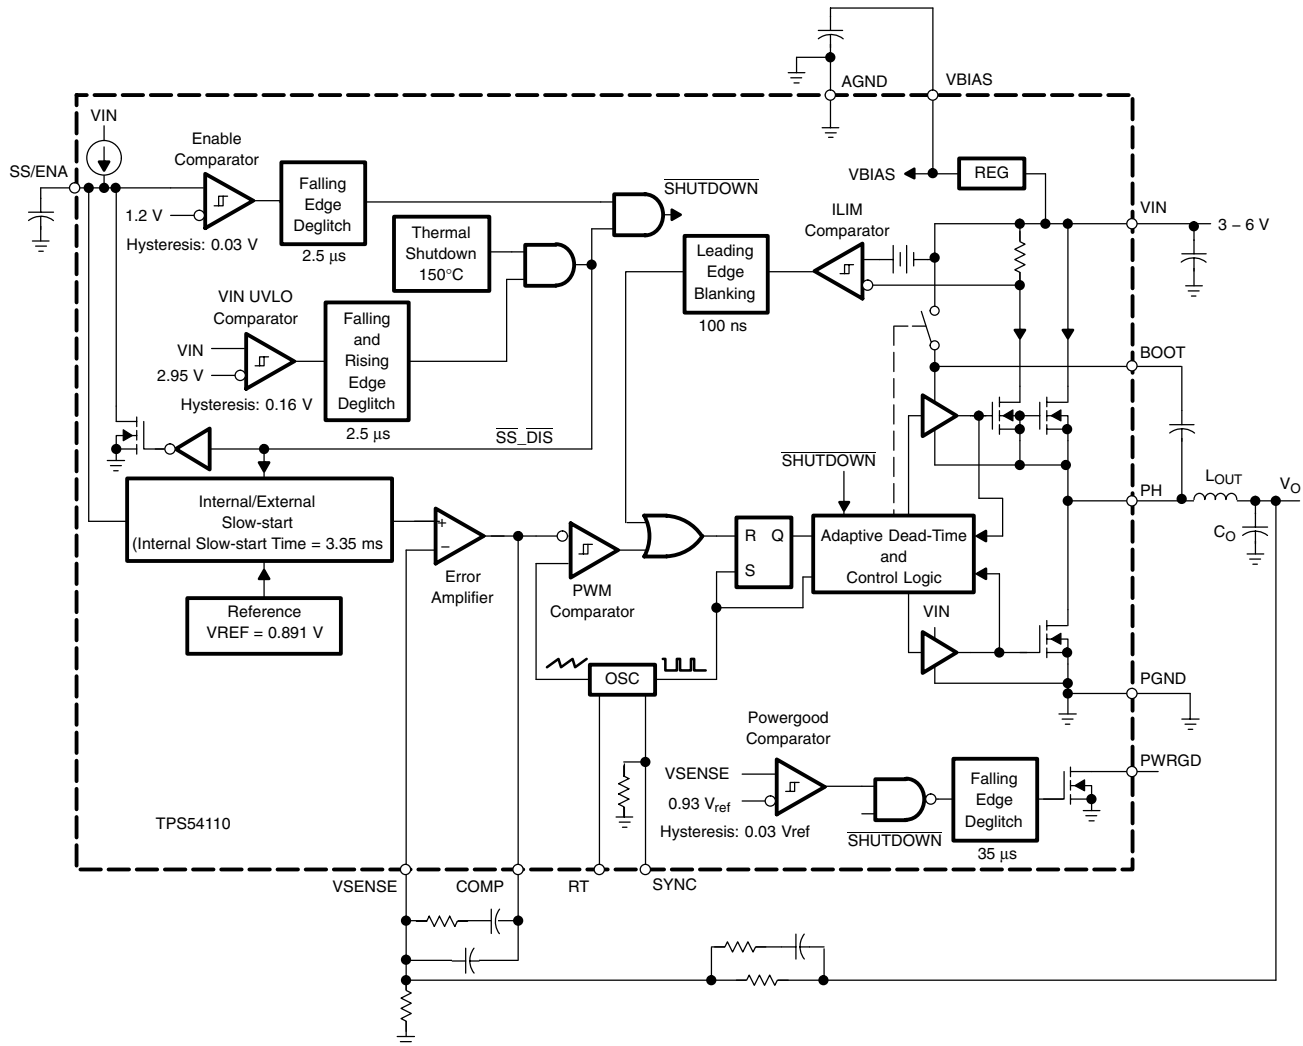 AGND
VBIAS
VIN
SS/ENA
Enable
Comparator
1.2 V
Hysteresis: 0.03 V
Falling
Edge
Deglitch
2.5 μs
SHUTDOWN
Thermal
Shutdown
150°C
VBIAS
REG
ILIM
Comparator
Leading
Edge
Blanking
100 ns
VIN
3 – 6 V
VIN UVLO
Comparator
VIN
2.95 V
Hysteresis: 0.16 V
Falling
and
Rising
Edge
Deglitch
2.5 μs
BOOT
SS_DIS
Internal/External
Slow-start
(Internal Slow-start Time = 3.35 ms
Reference
VREF = 0.891 V
+
−
Error
Amplifier
PWM
Comparator
R Q
S
SHUTDOWN
Adaptive Dead-Time
and
Control Logic
VIN
PH
LOUT
VO
CO
OSC
PGND
Powergood
Comparator
VSENSE
0.93 Vref
Hysteresis: 0.03 Vref
SHUTDOWN
Falling
Edge
Deglitch
35 μs
PWRGD
TPS54110
VSENSE
COMP
RT
SYNC